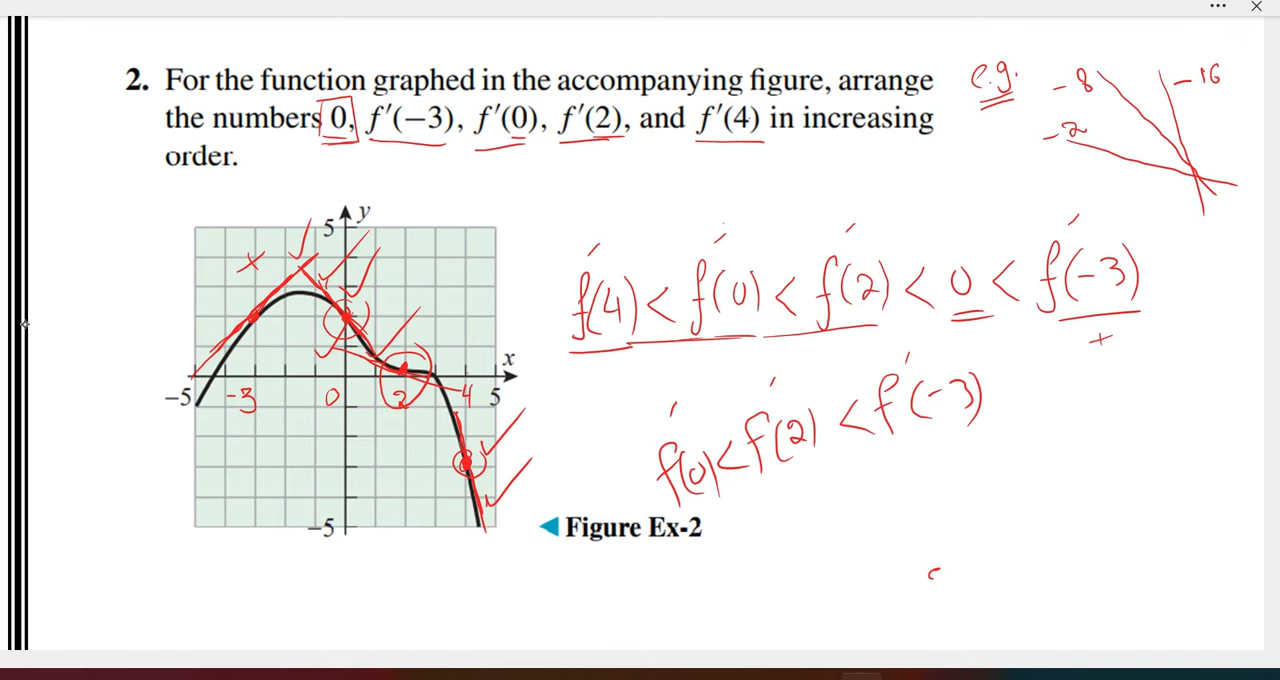 2. For the function graphed in the accompanying figure, arrange
the numbers 0, f′(−3), f′(0), f′(2), and f′(4) in increasing
order.
e.g.
-8
-16
-2
5
y
x
−5
-3
0
2
4
5
−5
f′(4) < f′(0) < f′(2) < 0 < f′(-3)
+
f′(0) < f′(2) < f′(-3)
◀ Figure Ex-2